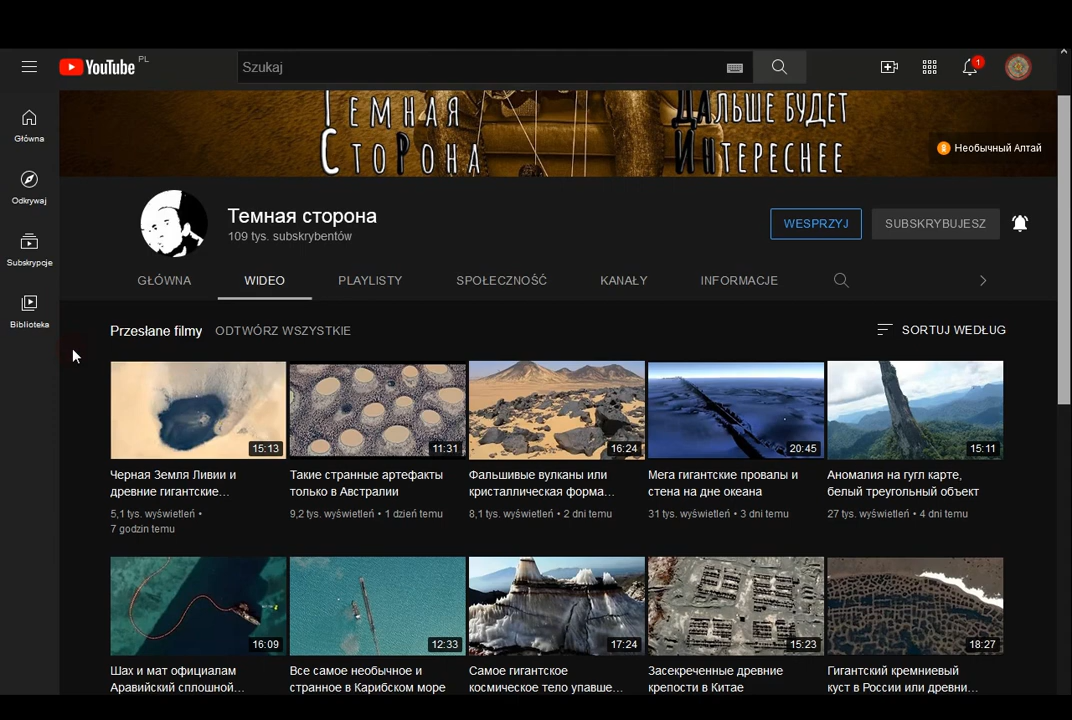 YouTube PL
Szukaj
1
Główna
Odkrywaj
Subskrypcje
Biblioteka
ТЕМНАЯ
СТОРОНА
ДАЛЬШЕ БУДЕТ
ИНТЕРЕСНЕЕ
Необычный Алтай
Темная сторона
109 tys. subskrybentów
WESPRZYJ
SUBSKRYBUJESZ
GŁÓWNA WIDEO PLAYLISTY SPOŁECZNOŚĆ KANAŁY INFORMACJE
Przesłane filmy ODTWÓRZ WSZYSTKIE SORTUJ WEDŁUG
15:13
Черная Земля Ливии и
древние гигантские...
5,1 tys. wyświetleń •
7 godzin temu
11:31
Такие странные артефакты
только в Австралии
9,2 tys. wyświetleń • 1 dzień temu
16:24
Фальшивые вулканы или
кристаллическая форма...
8,1 tys. wyświetleń • 2 dni temu
20:45
Мега гигантские провалы и
стена на дне океана
31 tys. wyświetleń • 3 dni temu
15:11
Аномалия на гугл карте,
белый треугольный объект
27 tys. wyświetleń • 4 dni temu
16:09
Шах и мат официалам
Аравийский сплошной...
12:33
Все самое необычное и
странное в Карибском море
17:24
Самое гигантское
космическое тело упавше...
15:23
Засекреченные древние
крепости в Китае
18:27
Гигантский кремниевый
куст в России или древни...